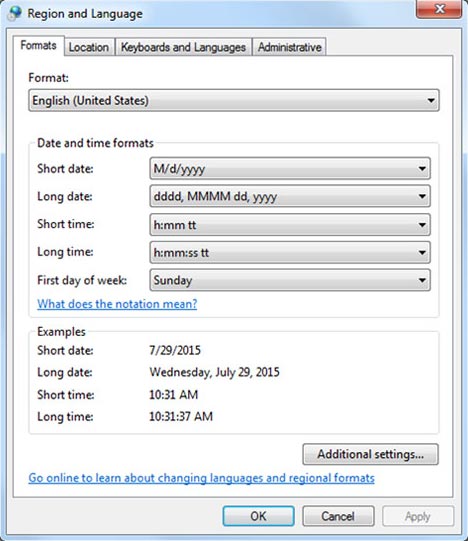 Region and Language
Formats Location Keyboards and Languages Administrative
Format:
English (United States)
Date and time formats
Short date: M/d/yyyy
Long date: dddd, MMMM dd, yyyy
Short time: h:mm tt
Long time: h:mm:ss tt
First day of week: Sunday
What does the notation mean?
Examples
Short date: 7/29/2015
Long date: Wednesday, July 29, 2015
Short time: 10:31 AM
Long time: 10:31:37 AM
Additional settings...
Go online to learn about changing languages and regional formats
OK Cancel Apply